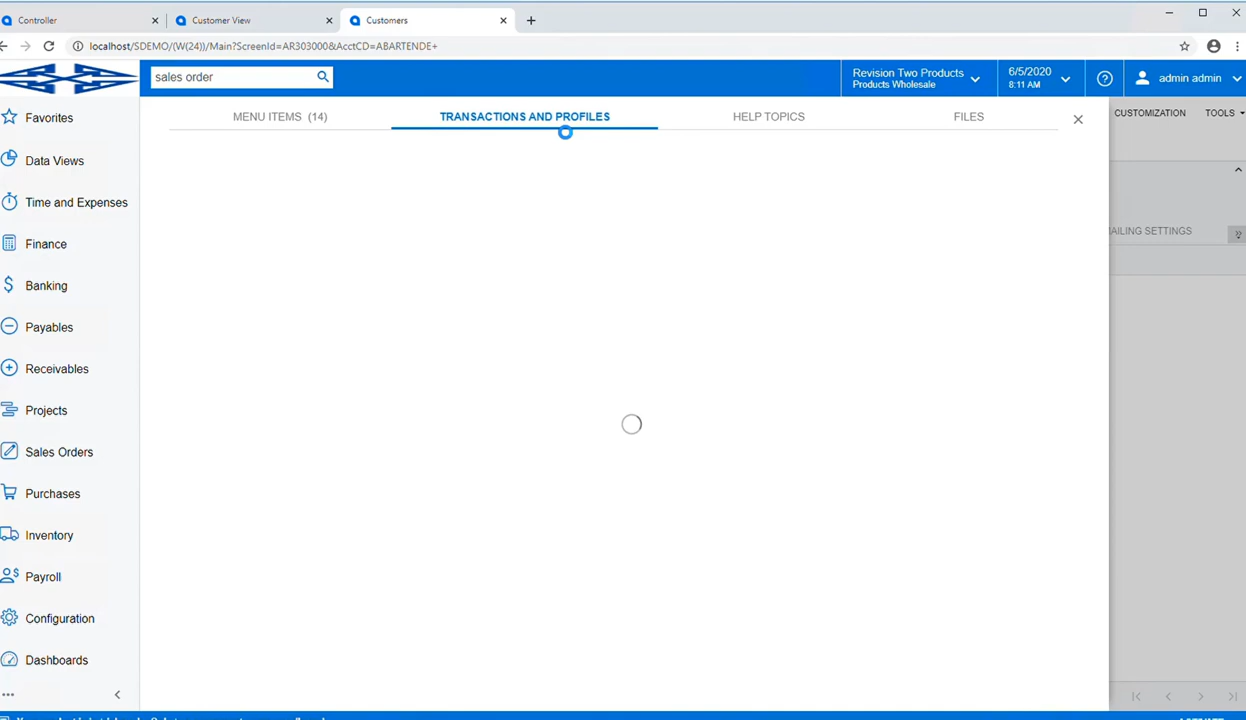 Controller
Customer View
Customers
localhost/SDEMO/(W(24))/Main?ScreenId=AR303000&AcctCD=ABARTENDE+
sales order
Revision Two Products
Products Wholesale
6/5/2020
8:11 AM
admin admin
Favorites
Data Views
Time and Expenses
Finance
Banking
Payables
Receivables
Projects
Sales Orders
Purchases
Inventory
Payroll
Configuration
Dashboards
MENU ITEMS (14)
TRANSACTIONS AND PROFILES
HELP TOPICS
FILES
CUSTOMIZATION
TOOLS
AILING SETTINGS